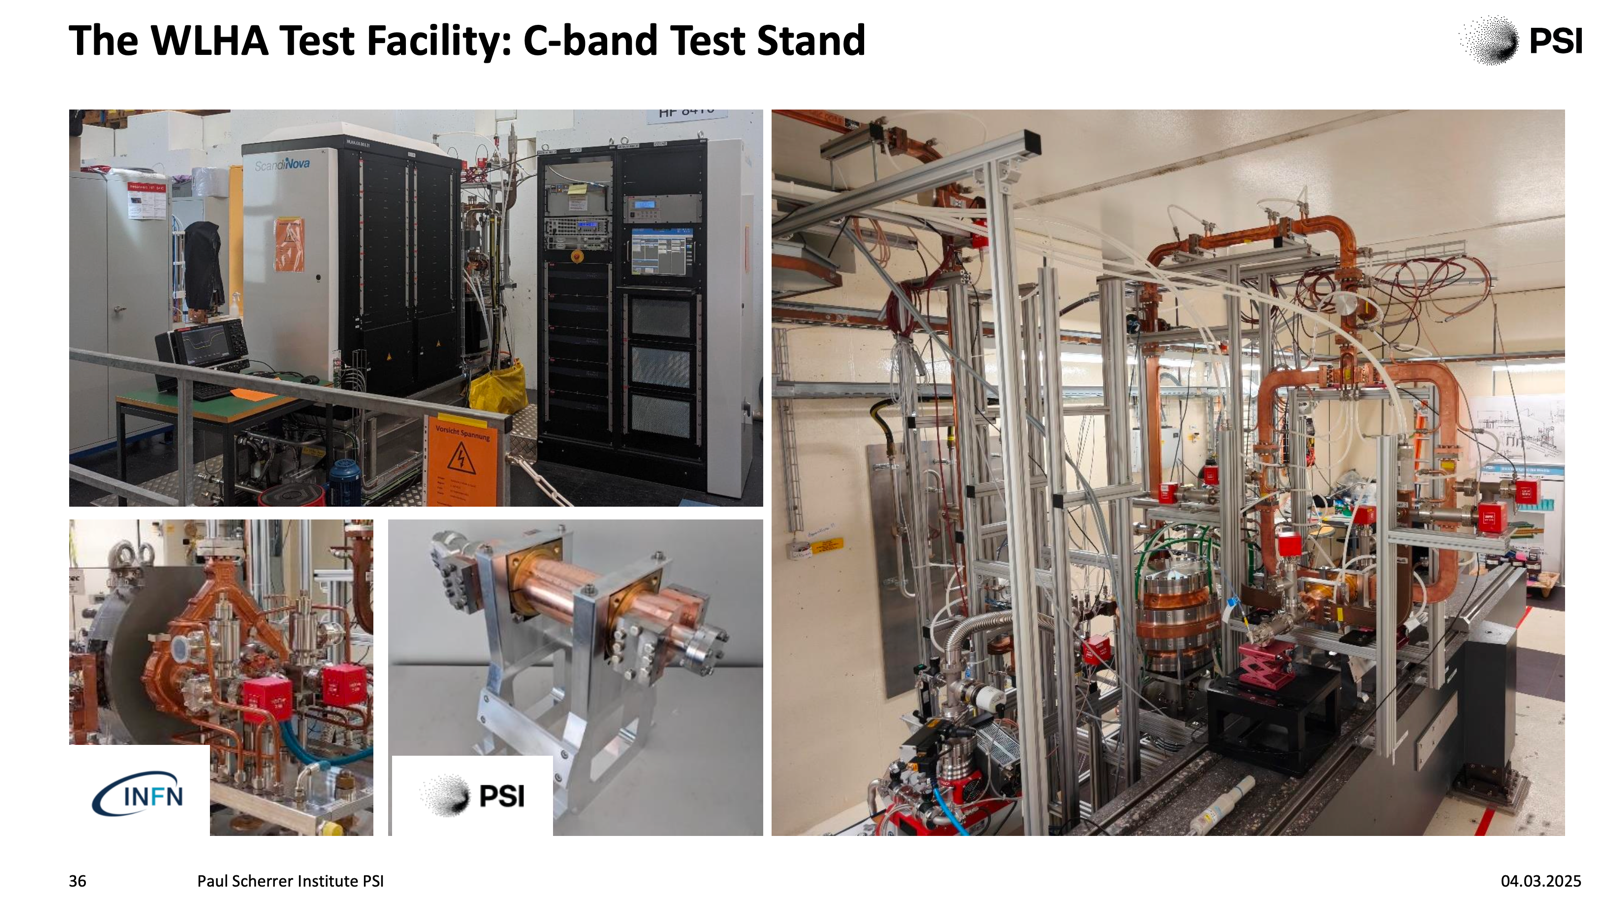 The WLHA Test Facility: C-band Test Stand
PSI
ScandiNova
Vorsicht Spannung
INFN
PSI
36
Paul Scherrer Institute PSI
04.03.2025